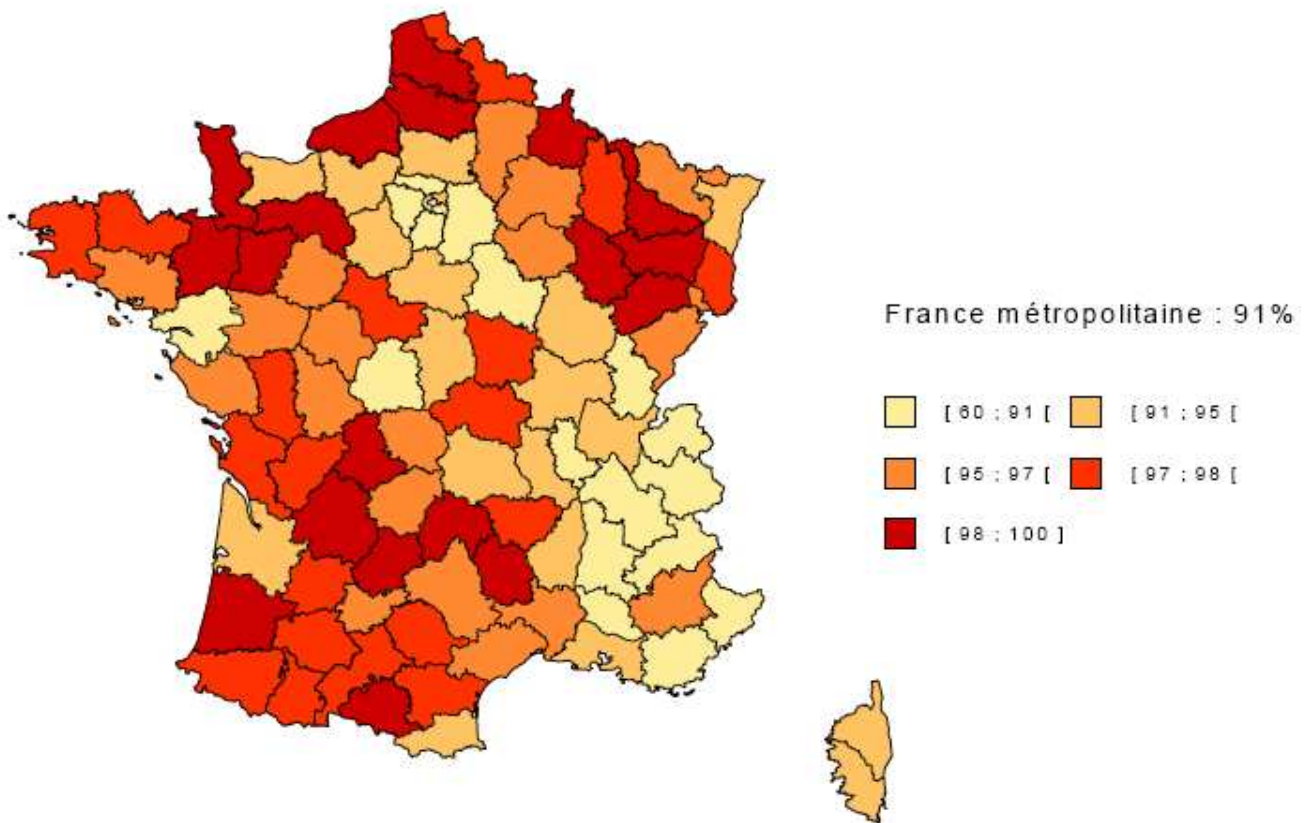 France métropolitaine : 91%
[ 60 ; 91 [ [ 91 ; 95 [
[ 95 ; 97 [ [ 97 ; 98 [
[ 98 ; 100 ]